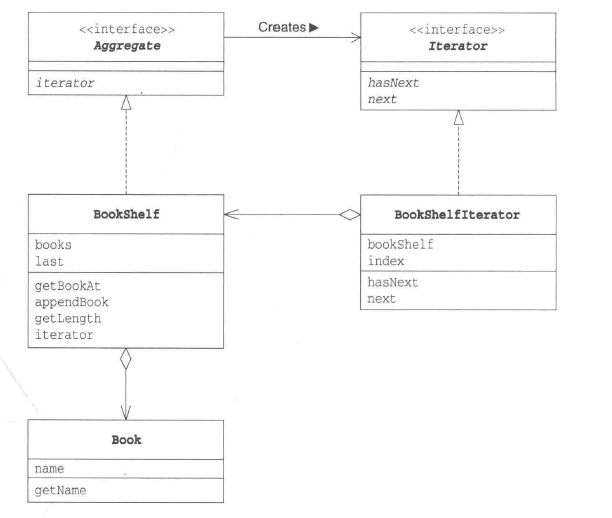 <<interface>>
Aggregate
iterator
Creates ▶
<<interface>>
Iterator
hasNext
next
BookShelf
books
last
getBookAt
appendBook
getLength
iterator
BookShelfIterator
bookShelf
index
hasNext
next
Book
name
getName